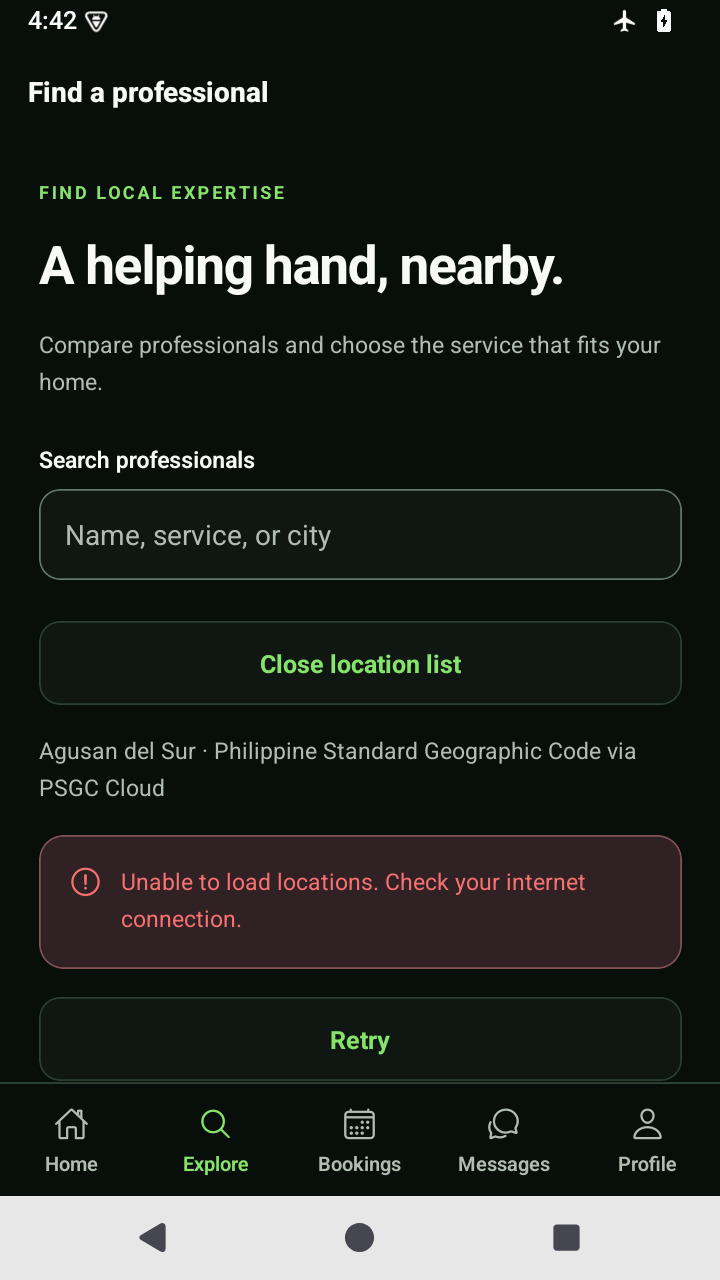 4:42
Find a professional
FIND LOCAL EXPERTISE
A helping hand, nearby.
Compare professionals and choose the service that fits your
home.
Search professionals
Name, service, or city
Close location list
Agusan del Sur · Philippine Standard Geographic Code via
PSGC Cloud
Unable to load locations. Check your internet
connection.
Retry
Home
Explore
Bookings
Messages
Profile